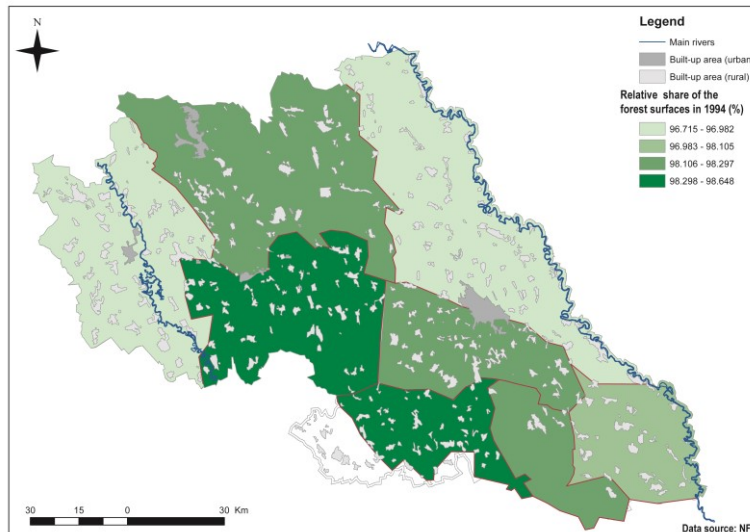 N
Legend
Main rivers
Built-up area (urban
Built-up area (rural)
Relative share of the
forest surfaces in 1994 (%)
96.715 - 96.982
96.983 - 98.105
98.106 - 98.297
98.298 - 98.648
30 20 10 0 30 Km
Data source: NF